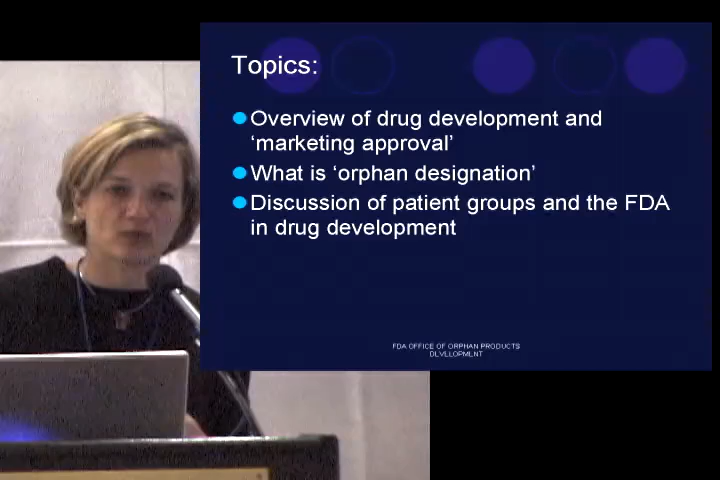 Topics:
Overview of drug development and
‘marketing approval’
What is ‘orphan designation’
Discussion of patient groups and the FDA
in drug development
FDA OFFICE OF ORPHAN PRODUCTS
DEVELOPMENT